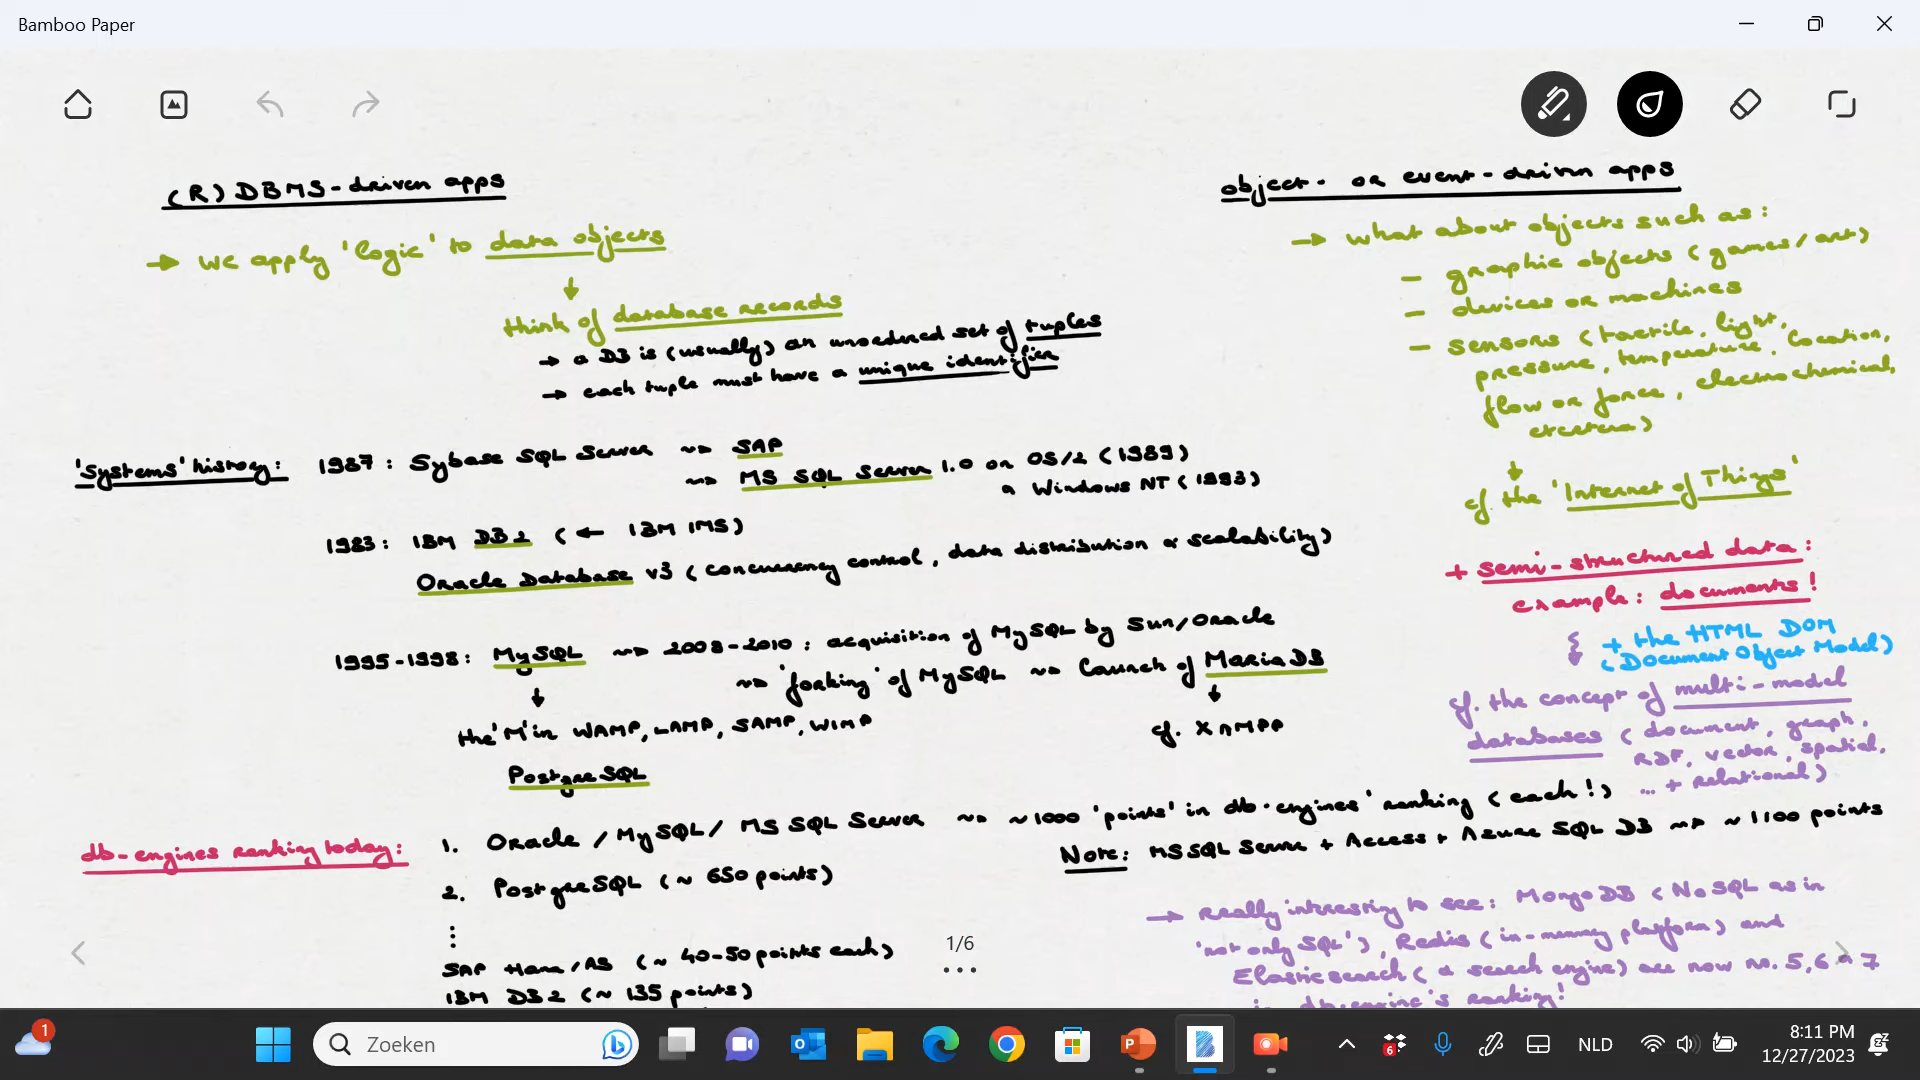 Bamboo Paper
(R)DBMS-driven apps
→ we apply 'logic' to data objects
↓
think of database records
→ a DB is (usually) an unordered set of tuples
→ each tuple must have a unique identifier
'Systems' history:
1987: Sybase SQL Server ~> SAP
~> MS SQL Server 1.0 on OS/2 (1989)
& Windows NT (1993)
1983: IBM DB2 (← IBM IMS)
Oracle Database v3 (concurrency control, data distribution & scalability)
1995-1998: MySQL ~> 2008-2010: acquisition of MySQL by Sun/Oracle
~> 'forking' of MySQL ~> launch of MariaDB
↓
the 'M' in WAMP, LAMP, SAMP, WIMP
↓
cf. XAMPP
PostgreSQL
db-engines ranking today:
1. Oracle / MySQL / MS SQL Server ~> ~1000 'points' in db-engines' ranking (each!)
Note: MS SQL Server + Access + Azure SQL DB ~> ~1100 points
2. PostgreSQL (~ 650 points)
⋮
SAP Hana/AS (~ 40-50 points each)
IBM DB2 (~ 135 points)
object- or event-driven apps
→ what about objects such as:
- graphic objects (games/art)
- devices or machines
- sensors (tactile, light,
pressure, temperature, location,
flow or force, electrochemical,
etcetera)
↓
cf. the 'Internet of Things'
+ semi-structured data:
example: documents!
+ the HTML DOM
(Document Object Model)
cf. the concept of multi-model
databases (document, graph,
RDF, vector, spatial,
... + relational)
→ really interesting to see: MongoDB (NoSQL as in
'not only SQL'), Redis (in-memory platform) and
Elasticsearch (a search engine) are now no. 5, 6 & 7
in db-engine's ranking!
1/6
1
Zoeken
6
NLD
8:11 PM
12/27/2023